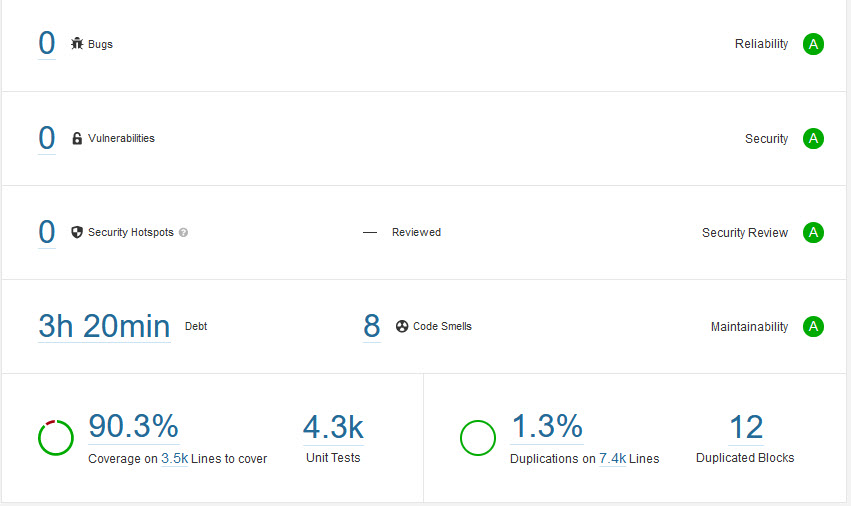 0 Bugs Reliability A
0 Vulnerabilities Security A
0 Security Hotspots ? — Reviewed Security Review A
3h 20min Debt 8 Code Smells Maintainability A
90.3% 4.3k 1.3% 12
Coverage on 3.5k Lines to cover Unit Tests Duplications on 7.4k Lines Duplicated Blocks